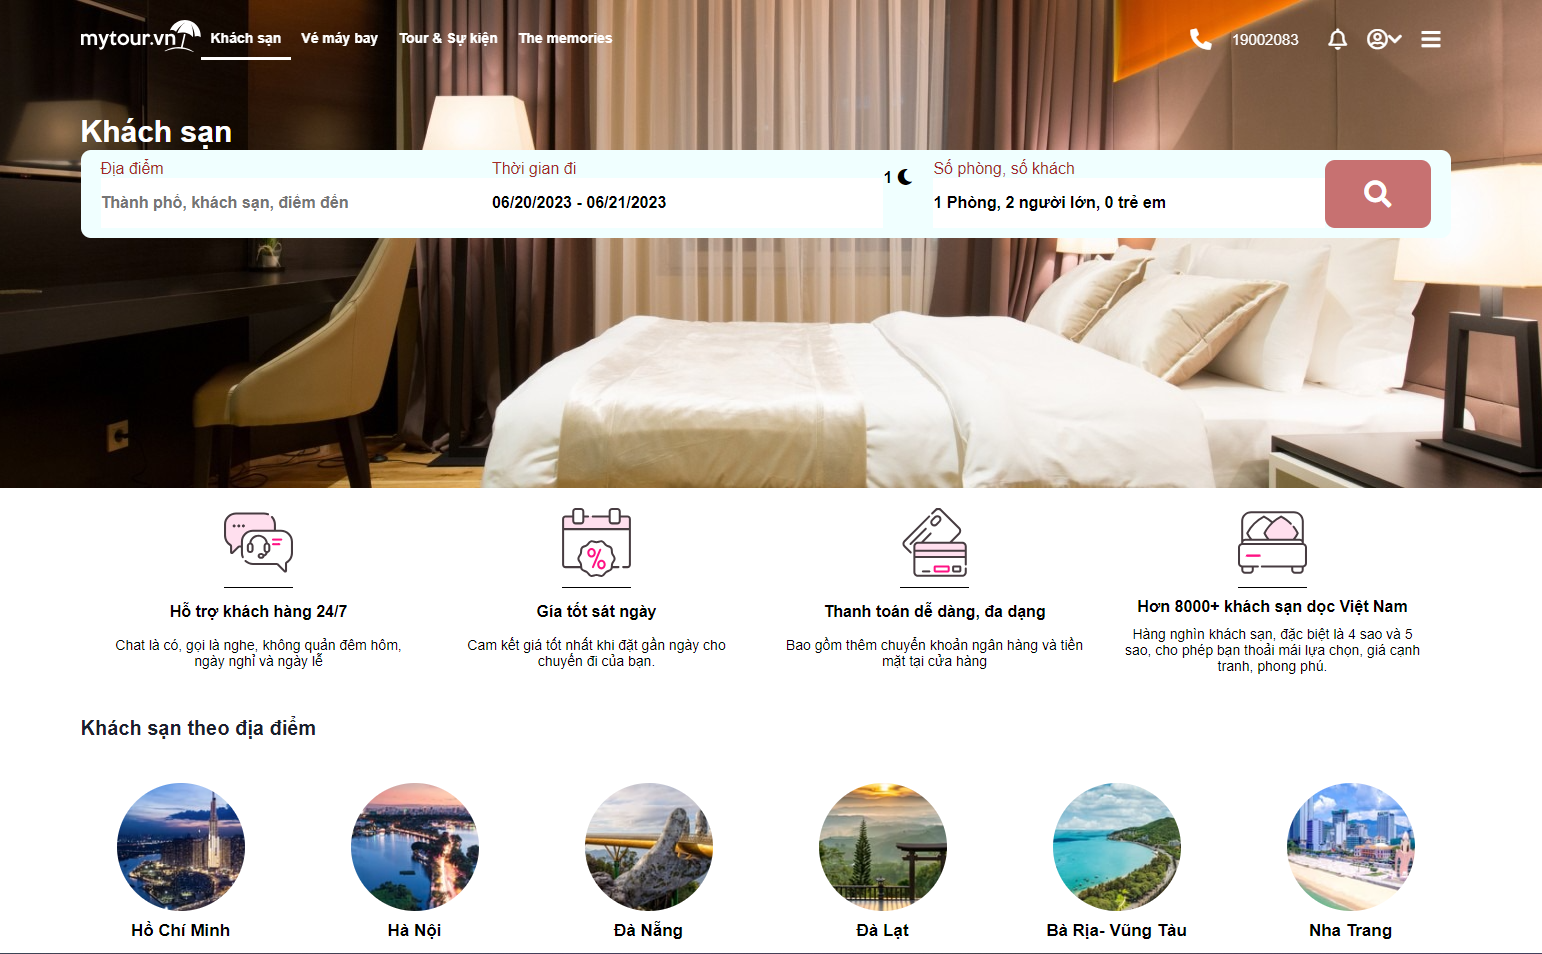 mytour.vn Khách sạn Vé máy bay Tour & Sự kiện The memories 19002083
Khách sạn
Địa điểm Thời gian đi Số phòng, số khách
1
Thành phố, khách sạn, điểm đến 06/20/2023 - 06/21/2023 1 Phòng, 2 người lớn, 0 trẻ em
%
Hỗ trợ khách hàng 24/7
Chat là có, gọi là nghe, không quản đêm hôm,
ngày nghỉ và ngày lễ
Gía tốt sát ngày
Cam kết giá tốt nhất khi đặt gần ngày cho
chuyến đi của bạn.
Thanh toán dễ dàng, đa dạng
Bao gồm thêm chuyển khoản ngân hàng và tiền
mặt tại cửa hàng
Hơn 8000+ khách sạn dọc Việt Nam
Hàng nghìn khách sạn, đặc biệt là 4 sao và 5
sao, cho phép bạn thoải mái lựa chọn, giá cạnh
tranh, phong phú.
Khách sạn theo địa điểm
Hồ Chí Minh Hà Nội Đà Nẵng Đà Lạt Bà Rịa- Vũng Tàu Nha Trang